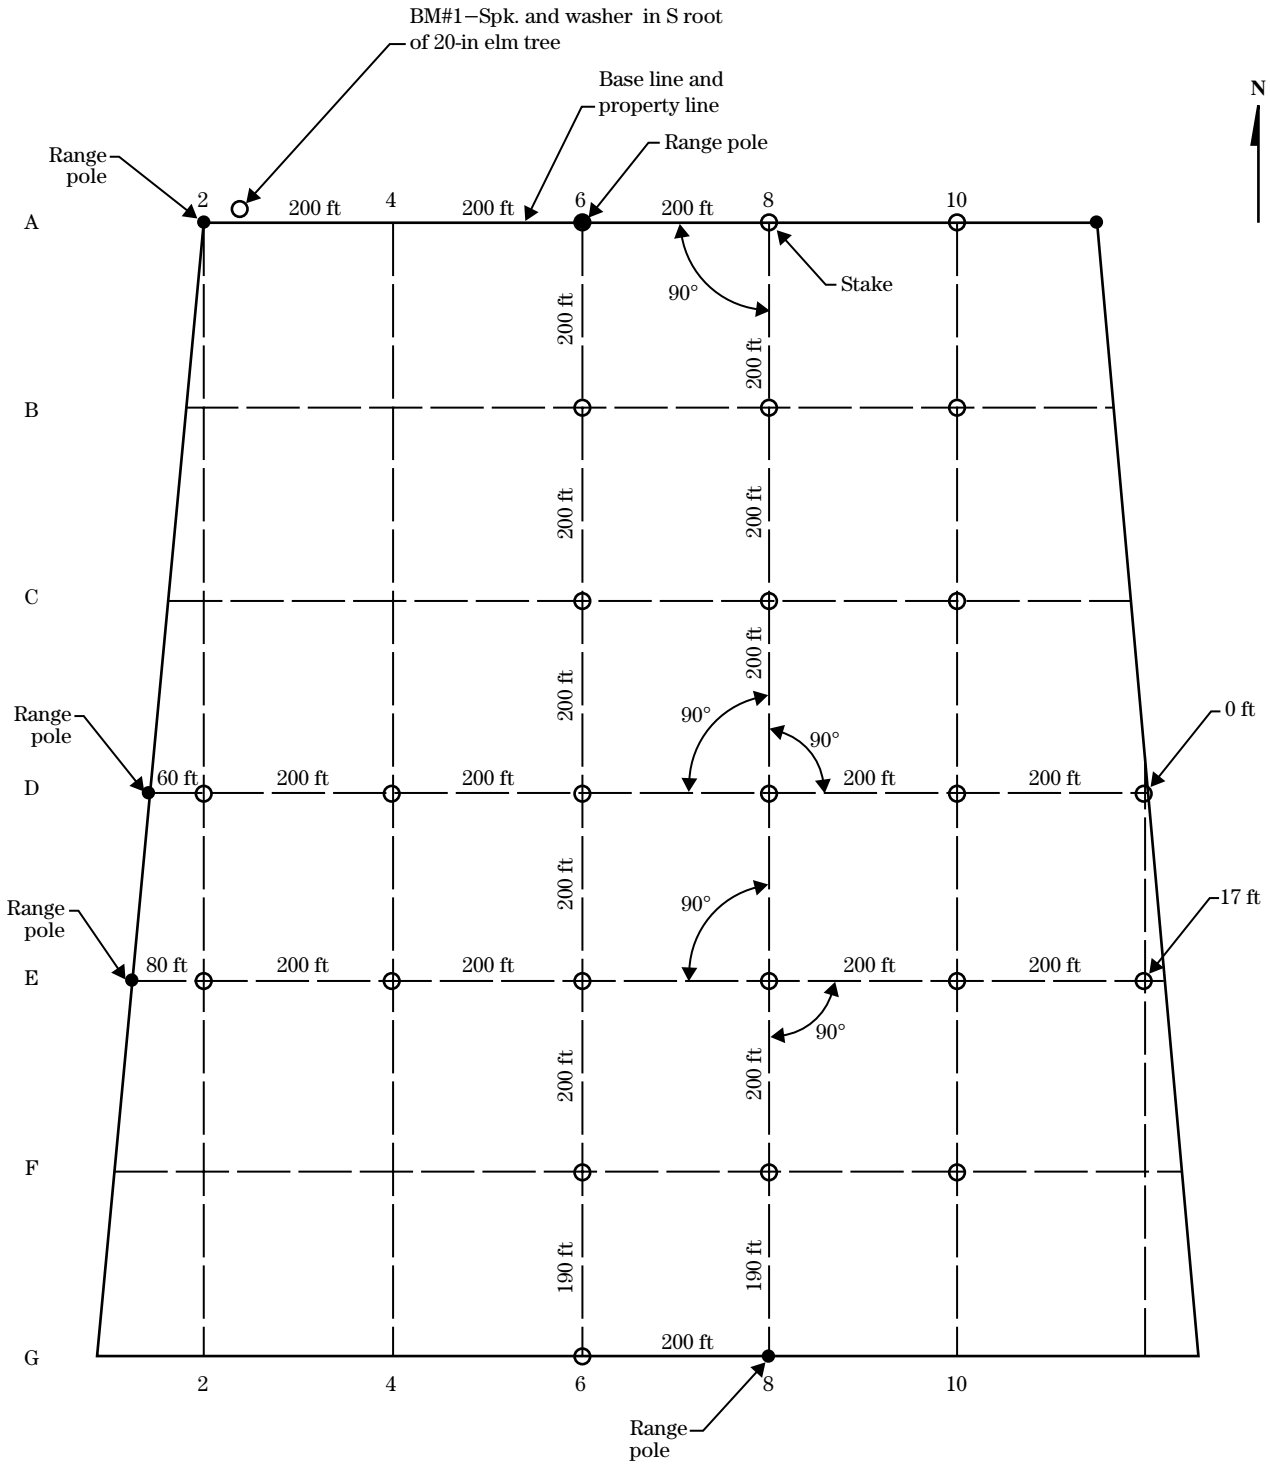 BM#1–Spk. and washer in S root
of 20-in elm tree
Base line and
property line
N
Range pole
Range
pole
2
4
6
8
10
200 ft
200 ft
200 ft
A
Stake
90°
200 ft
200 ft
B
200 ft
200 ft
C
200 ft
200 ft
90°
90°
0 ft
Range
pole
60 ft
200 ft
200 ft
200 ft
200 ft
D
200 ft
90°
17 ft
Range
pole
80 ft
200 ft
200 ft
200 ft
200 ft
E
90°
200 ft
200 ft
F
190 ft
190 ft
200 ft
G
2
4
6
8
10
Range
pole